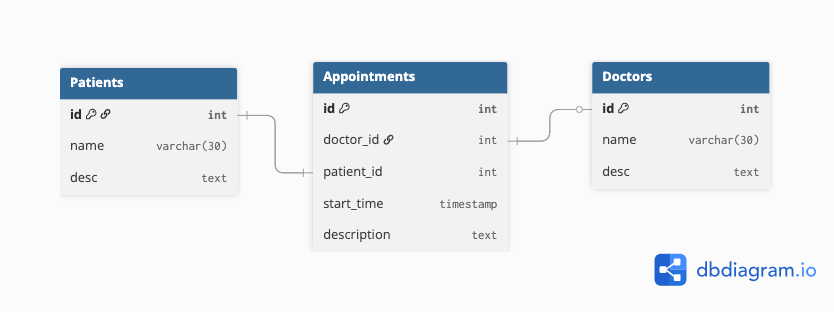 Patients
id int
name varchar(30)
desc text
Appointments
id int
doctor_id int
patient_id int
start_time timestamp
description text
Doctors
id int
name varchar(30)
desc text
dbdiagram.io